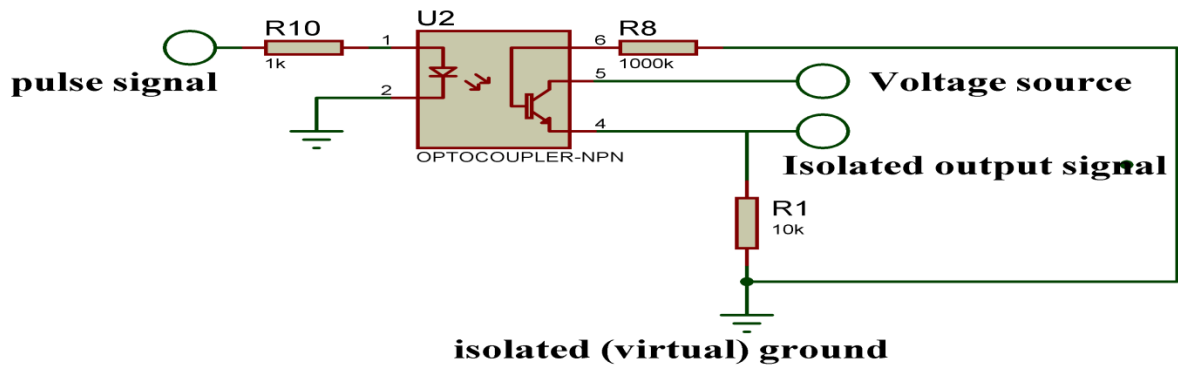 U2
R10
1
1k
pulse signal
2
6
R8
1000k
5
Voltage source
4
OPTOCOUPLER-NPN
Isolated output signal
R1
10k
isolated (virtual) ground